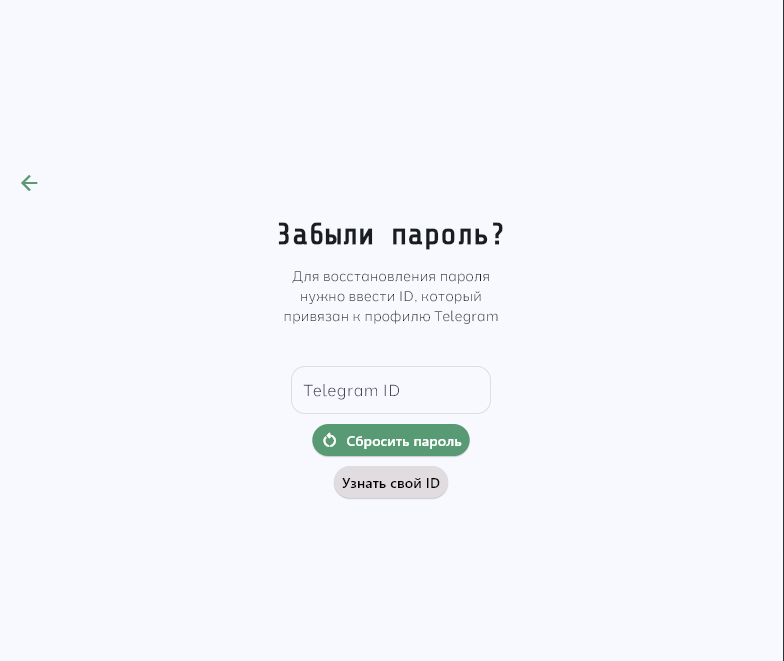 Забыли пароль?
Для восстановления пароля
нужно ввести ID, который
привязан к профилю Telegram
Telegram ID
Сбросить пароль
Узнать свой ID